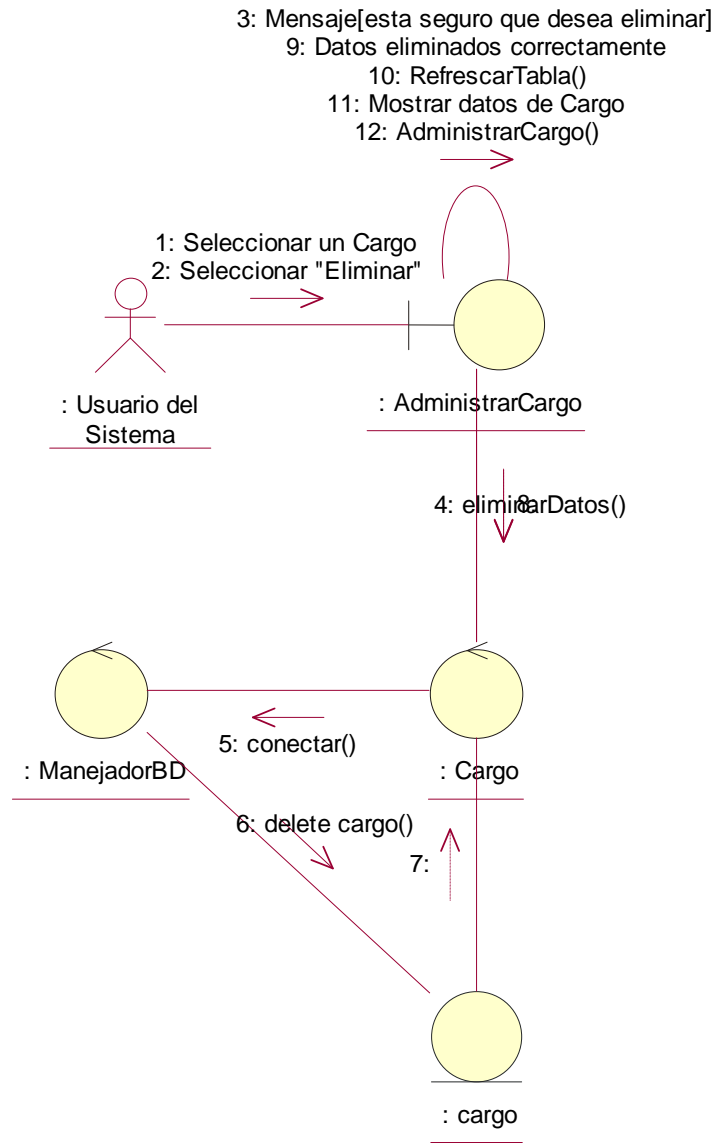 3: Mensaje[esta seguro que desea eliminar]
9: Datos eliminados correctamente
10: RefrescarTabla()
11: Mostrar datos de Cargo
12: AdministrarCargo()
1: Seleccionar un Cargo
2: Seleccionar "Eliminar"
: Usuario del
Sistema
: AdministrarCargo
4: eliminarDatos()
8:
5: conectar()
: ManejadorBD
: Cargo
6: delete cargo()
7:
: cargo